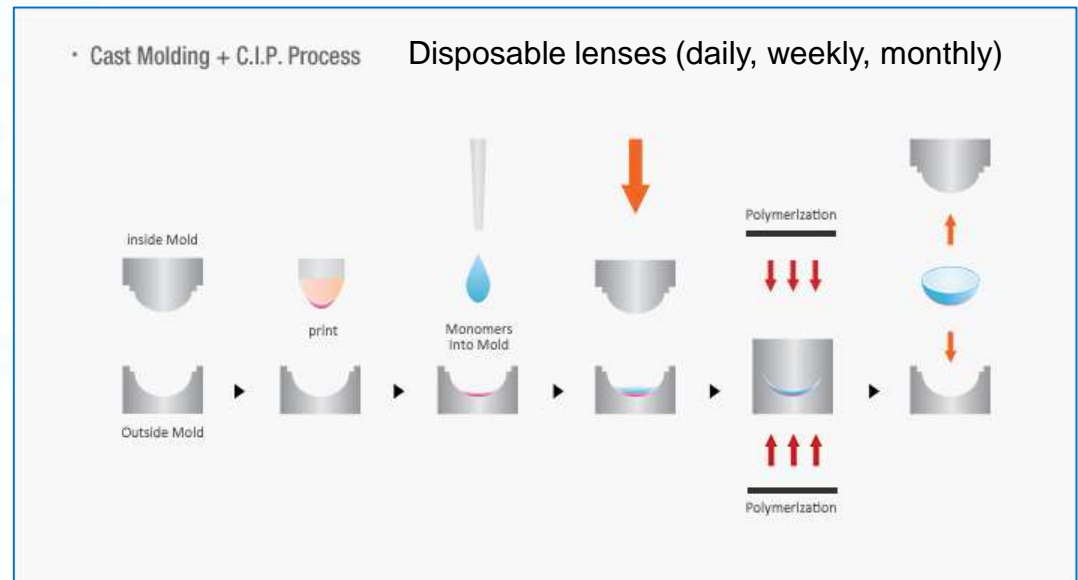 · Cast Molding + C.I.P. Process
Disposable lenses (daily, weekly, monthly)
inside Mold
Outside Mold
print
Monomers
Into Mold
Polymerization
Polymerization